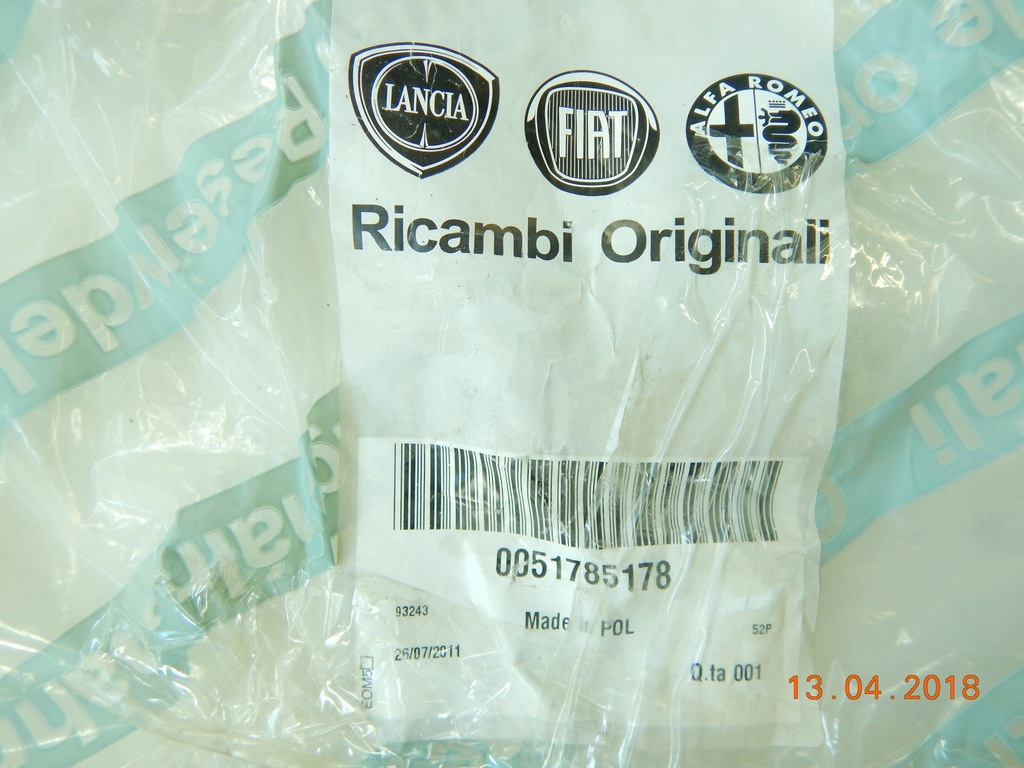 LANCIA
FIAT
ALFA ROMEO
Ricambi Originali
0051785178
93243
Made in POL
52P
26/07/2011
Q.ta 001
EOM5
13.04.2018